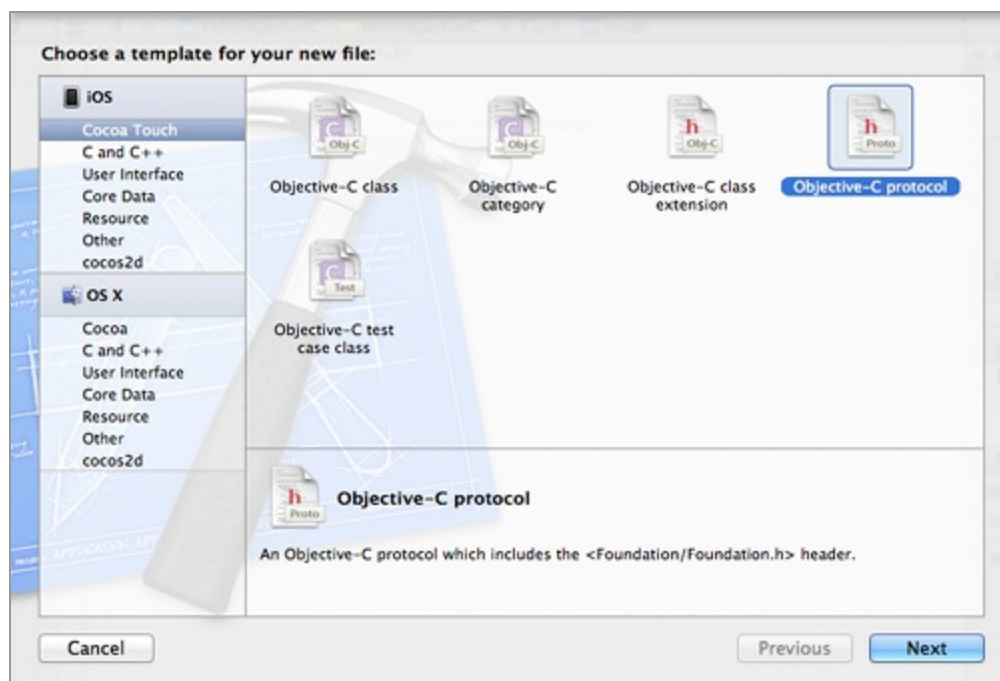 Choose a template for your new file:
iOS
Cocoa Touch
C and C++
User Interface
Core Data
Resource
Other
cocos2d
OS X
Cocoa
C and C++
User Interface
Core Data
Resource
Other
cocos2d
C
Obj-C
Objective-C class
C
Obj-C
Objective-C
category
h
Obj-C
Objective-C class
extension
h
Proto
Objective-C protocol
C
Test
Objective-C test
case class
h
Proto
Objective-C protocol
An Objective-C protocol which includes the <Foundation/Foundation.h> header.
Cancel
Previous
Next